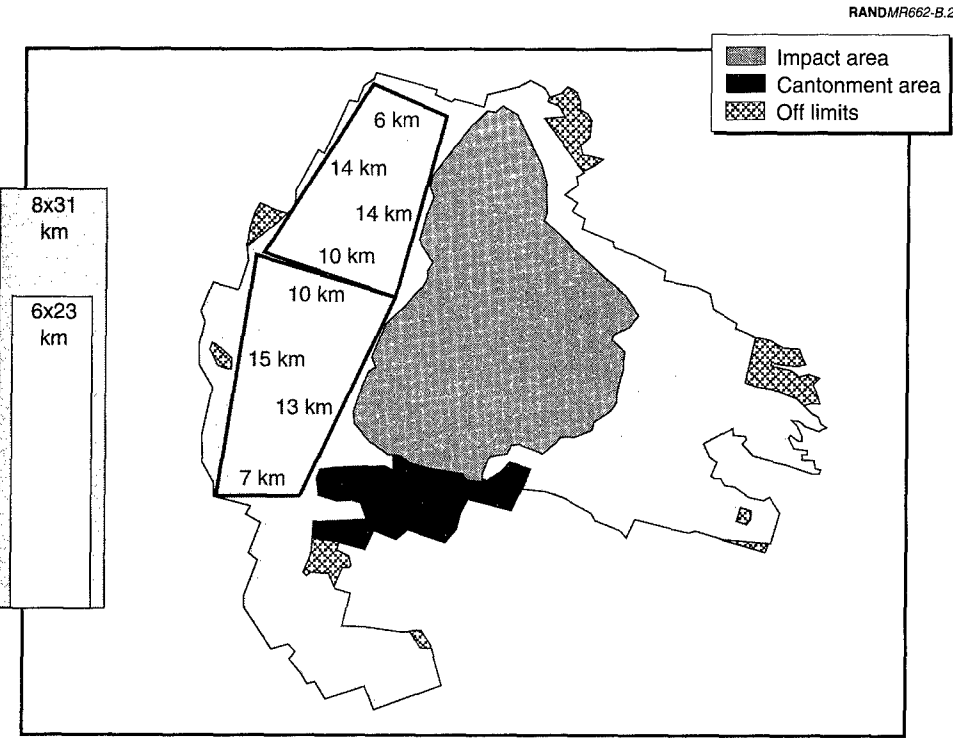 RANDMR662-B.2
Impact area
Cantonment area
Off limits
6 km
14 km
14 km
10 km
10 km
15 km
13 km
7 km
8x31
km
6x23
km